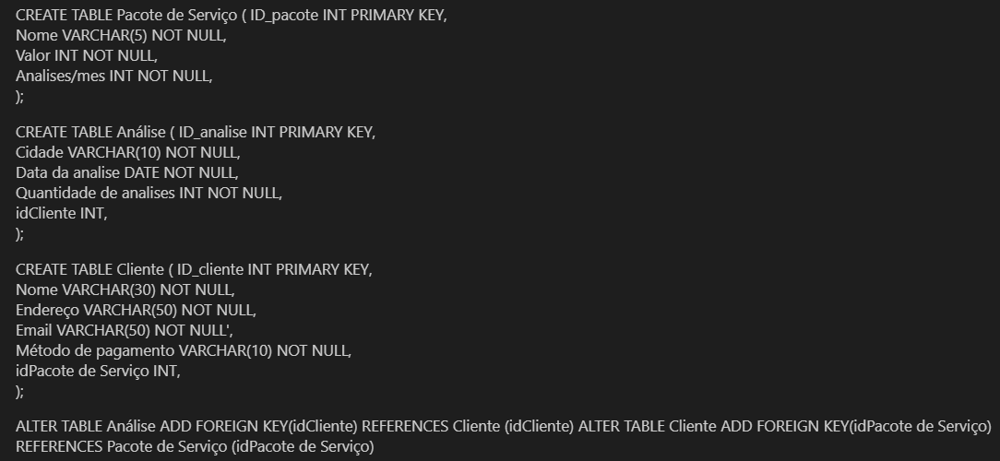 CREATE TABLE Pacote de Serviço ( ID_pacote INT PRIMARY KEY,
Nome VARCHAR(5) NOT NULL,
Valor INT NOT NULL,
Analises/mes INT NOT NULL,
);
CREATE TABLE Análise ( ID_analise INT PRIMARY KEY,
Cidade VARCHAR(10) NOT NULL,
Data da analise DATE NOT NULL,
Quantidade de analises INT NOT NULL,
idCliente INT,
);
CREATE TABLE Cliente ( ID_cliente INT PRIMARY KEY,
Nome VARCHAR(30) NOT NULL,
Endereço VARCHAR(50) NOT NULL,
Email VARCHAR(50) NOT NULL',
Método de pagamento VARCHAR(10) NOT NULL,
idPacote de Serviço INT,
);
ALTER TABLE Análise ADD FOREIGN KEY(idCliente) REFERENCES Cliente (idCliente) ALTER TABLE Cliente ADD FOREIGN KEY(idPacote de Serviço)
REFERENCES Pacote de Serviço (idPacote de Serviço)